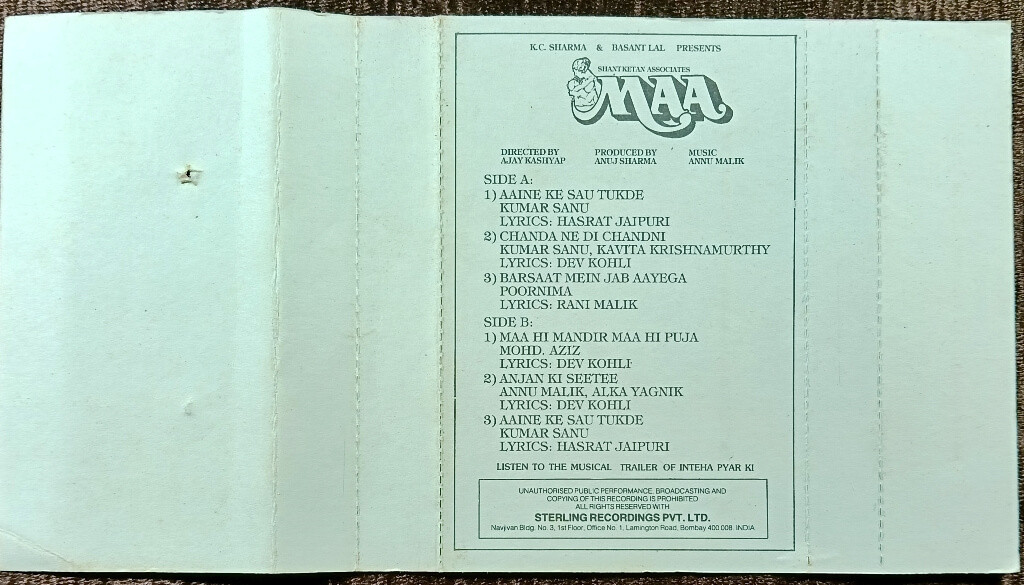 K.C. SHARMA & BASANT LAL PRESENTS
SHANTKETAN ASSOCIATES
MAA
DIRECTED BY PRODUCED BY MUSIC
AJAY KASHYAP ANUJ SHARMA ANNU MALIK
SIDE A:
1) AAINE KE SAU TUKDE
KUMAR SANU
LYRICS: HASRAT JAIPURI
2) CHANDA NE DI CHANDNI
KUMAR SANU, KAVITA KRISHNAMURTHY
LYRICS: DEV KOHLI
3) BARSAAT MEIN JAB AAYEGA
POORNIMA
LYRICS: RANI MALIK
SIDE B:
1) MAA HI MANDIR MAA HI PUJA
MOHD. AZIZ
LYRICS: DEV KOHLI
2) ANJAN KI SEETEE
ANNU MALIK, ALKA YAGNIK
LYRICS: DEV KOHLI
3) AAINE KE SAU TUKDE
KUMAR SANU
LYRICS: HASRAT JAIPURI
LISTEN TO THE MUSICAL TRAILER OF INTEHA PYAR KI
UNAUTHORISED PUBLIC PERFORMANCE, BROADCASTING AND
COPYING OF THIS RECORDING IS PROHIBITED
ALL RIGHTS RESERVED WITH
STERLING RECORDINGS PVT. LTD.
Navjivan Bldg. No. 3, 1st Floor, Office No. 1, Lamington Road, Bombay 400 008. INDIA